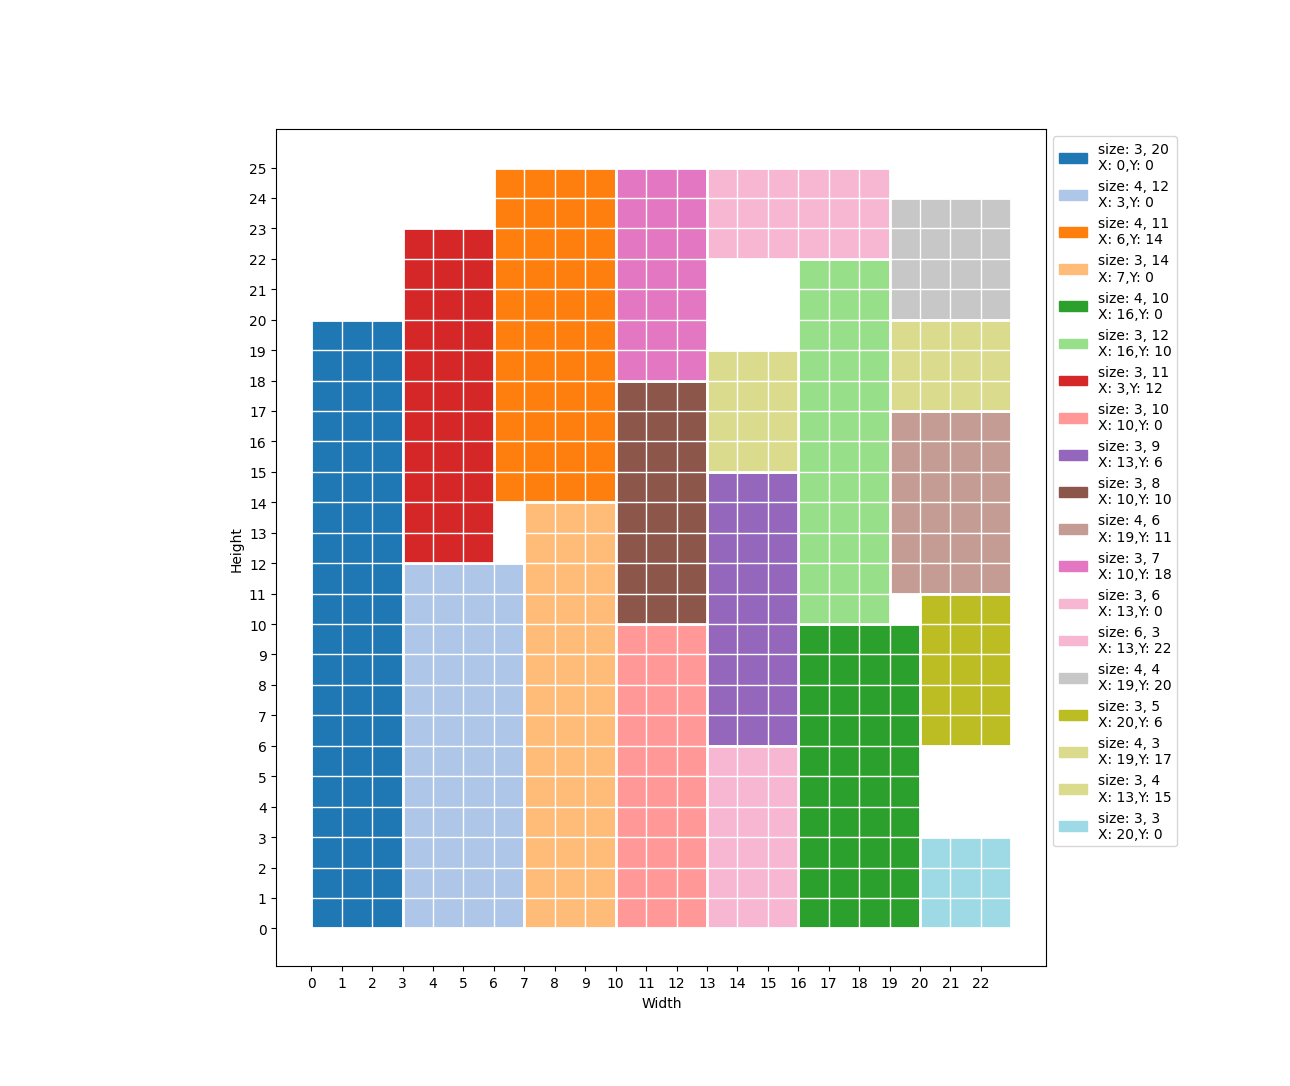 25
24
23
22
21
20
19
18
17
16
15
14
13
12
11
10
9
8
7
6
5
4
3
2
1
0
Height
0 1 2 3 4 5 6 7 8 9 10 11 12 13 14 15 16 17 18 19 20 21 22
Width
size: 3, 20
X: 0,Y: 0
size: 4, 12
X: 3,Y: 0
size: 4, 11
X: 6,Y: 14
size: 3, 14
X: 7,Y: 0
size: 4, 10
X: 16,Y: 0
size: 3, 12
X: 16,Y: 10
size: 3, 11
X: 3,Y: 12
size: 3, 10
X: 10,Y: 0
size: 3, 9
X: 13,Y: 6
size: 3, 8
X: 10,Y: 10
size: 4, 6
X: 19,Y: 11
size: 3, 7
X: 10,Y: 18
size: 3, 6
X: 13,Y: 0
size: 6, 3
X: 13,Y: 22
size: 4, 4
X: 19,Y: 20
size: 3, 5
X: 20,Y: 6
size: 4, 3
X: 19,Y: 17
size: 3, 4
X: 13,Y: 15
size: 3, 3
X: 20,Y: 0